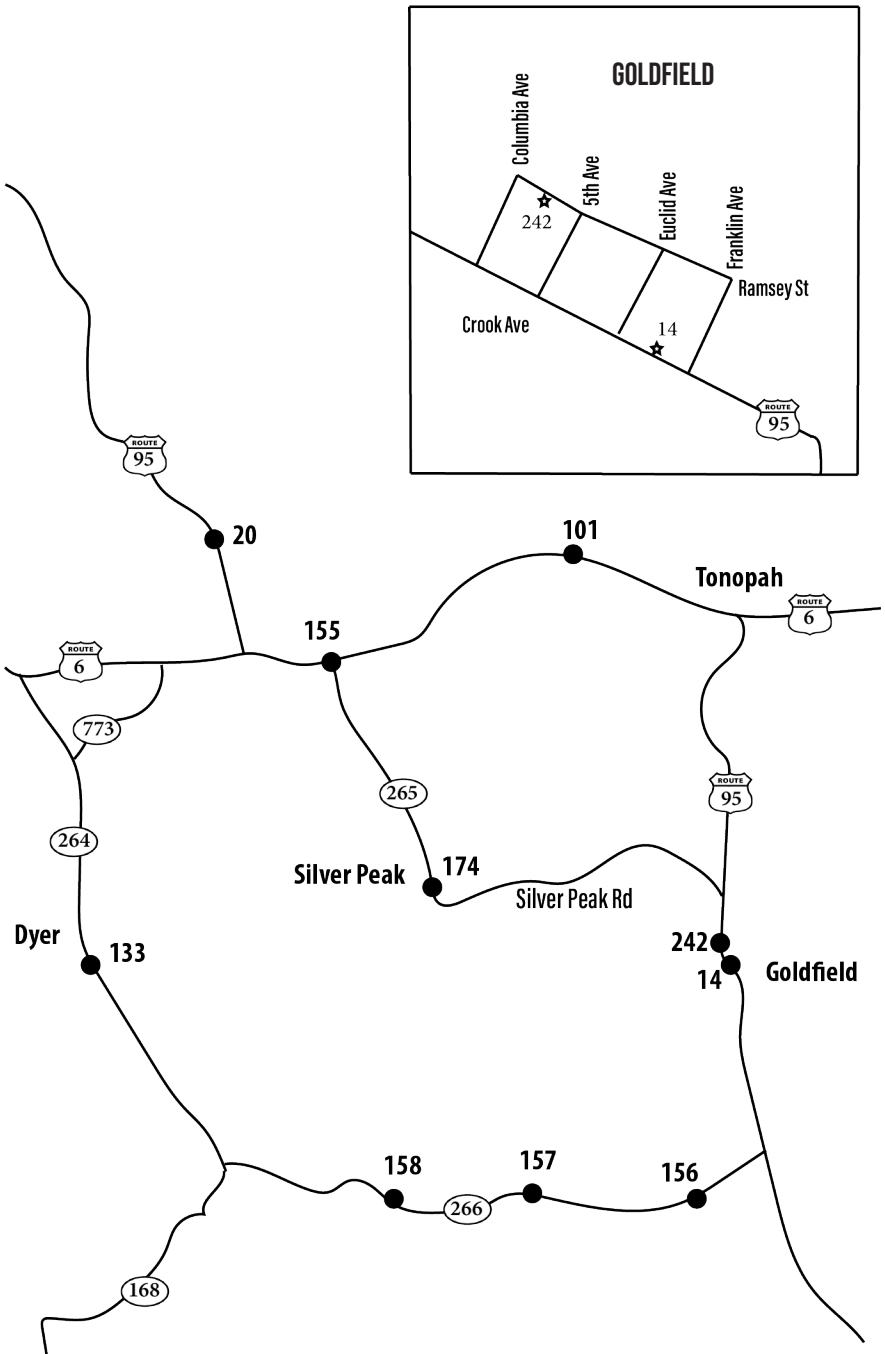 GOLDFIELD
Columbia Ave
5th Ave
Euclid Ave
Franklin Ave
242
Ramsey St
Crook Ave
14
ROUTE
95
ROUTE
95
20
101
Tonopah
ROUTE
6
155
ROUTE
6
773
265
ROUTE
95
264
Silver Peak
174
Silver Peak Rd
Dyer
133
242
14
Goldfield
158
157
156
266
168